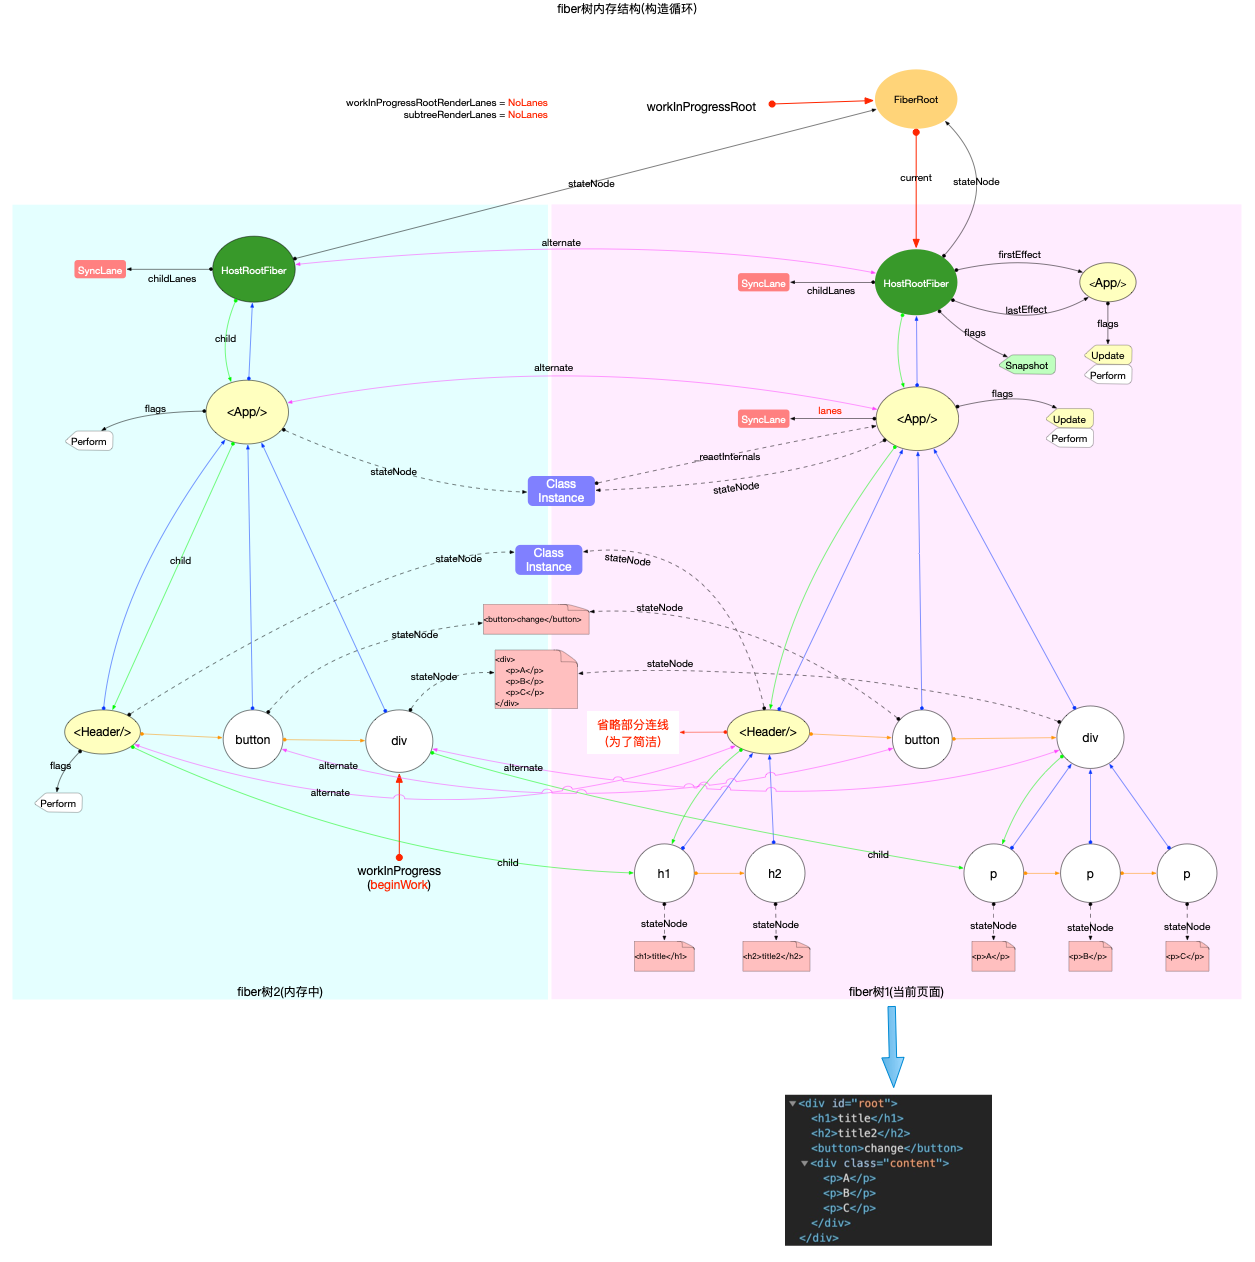 fiber树内存结构(构造循环)
workInProgressRootRenderLanes = NoLanes
subtreeRenderLanes = NoLanes
workInProgressRoot
FiberRoot
stateNode
current
stateNode
alternate
SyncLane
childLanes
HostRootFiber
SyncLane
childLanes
HostRootFiber
firstEffect
lastEffect
<App/>
flags
Update
Perform
flags
Snapshot
child
alternate
flags
Perform
<App/>
SyncLane
lanes
<App/>
flags
Update
Perform
stateNode
reactInternals
stateNode
Class
Instance
child
stateNode
Class
Instance
stateNode
<button>change</button>
stateNode
stateNode
<div>
<p>A</p>
<p>B</p>
<p>C</p>
</div>
stateNode
stateNode
<Header/>
button
div
省略部分连线
(为了简洁)
<Header/>
button
div
flags
Perform
alternate
alternate
alternate
workInProgress
(beginWork)
child
child
h1
h2
p
p
p
stateNode
stateNode
stateNode
stateNode
stateNode
<h1>title</h1>
<h2>title2</h2>
<p>A</p>
<p>B</p>
<p>C</p>
fiber树2(内存中)
fiber树1(当前页面)
<div id="root">
<h1>title</h1>
<h2>title2</h2>
<button>change</button>
<div class="content">
<p>A</p>
<p>B</p>
<p>C</p>
</div>
</div>